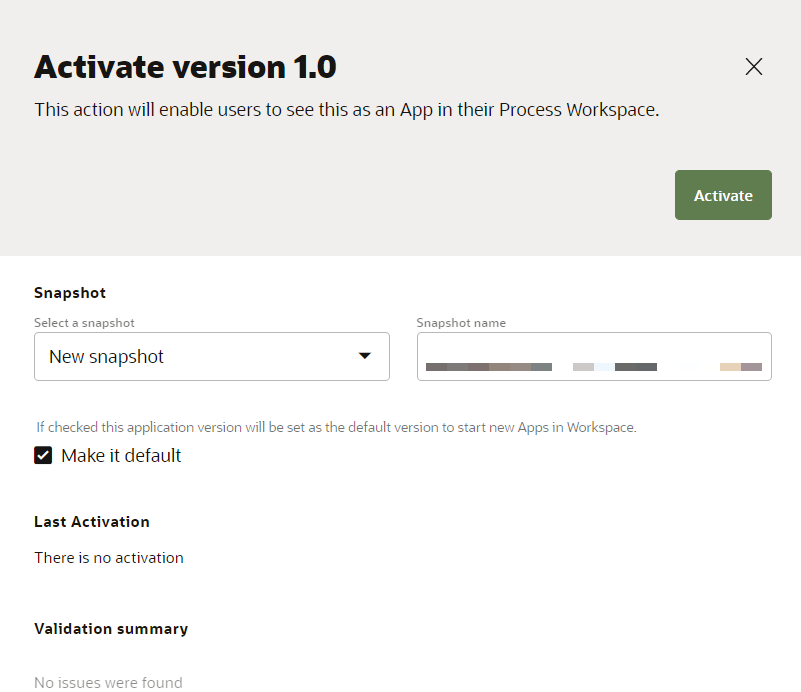 Activate version 1.0
This action will enable users to see this as an App in their Process Workspace.
Activate
Snapshot
Select a snapshot
Snapshot name
New snapshot
If checked this application version will be set as the default version to start new Apps in Workspace.
Make it default
Last Activation
There is no activation
Validation summary
No issues were found